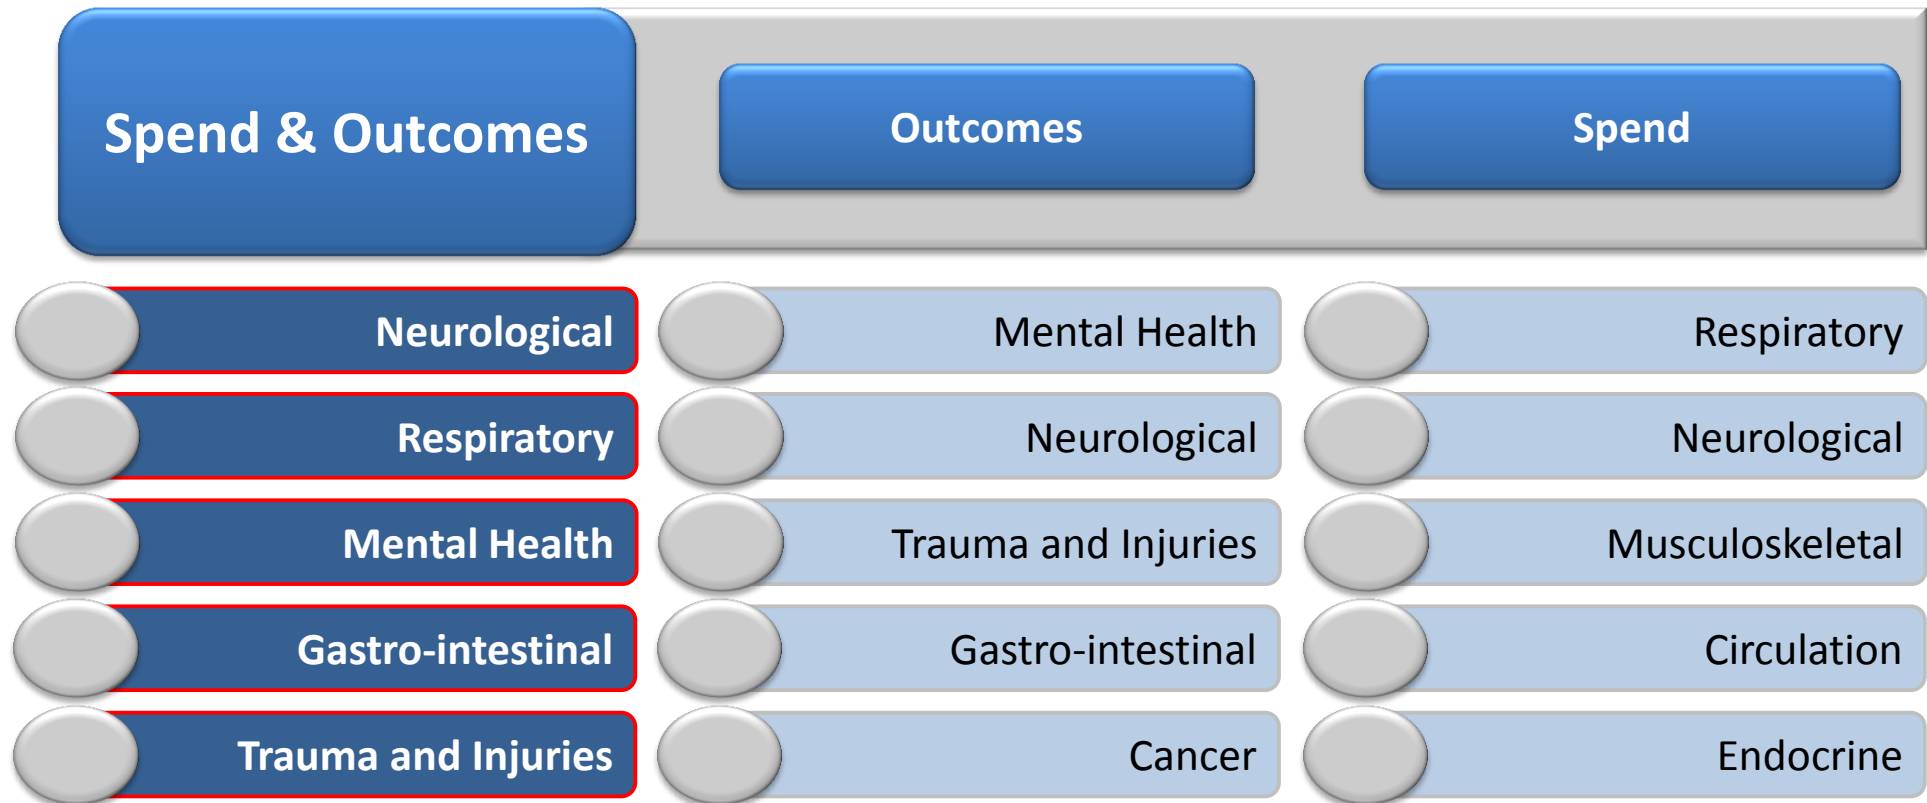 Spend & Outcomes
Outcomes
Spend
Neurological
Mental Health
Respiratory
Respiratory
Neurological
Neurological
Mental Health
Trauma and Injuries
Musculoskeletal
Gastro-intestinal
Gastro-intestinal
Circulation
Trauma and Injuries
Cancer
Endocrine